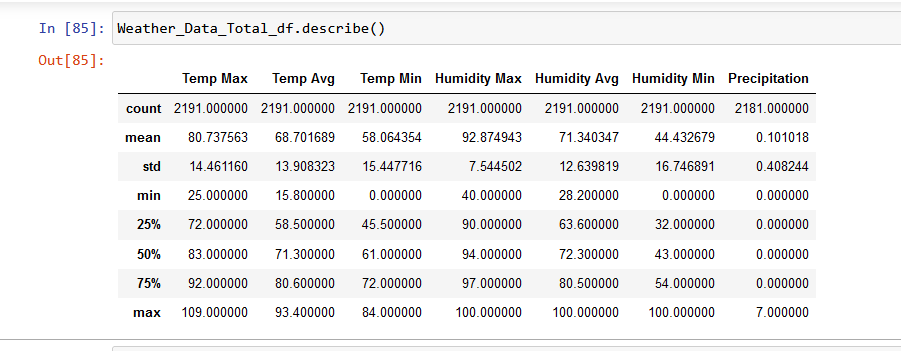 In [85]: Weather_Data_Total_df.describe()
Out[85]:
Temp Max Temp Avg Temp Min Humidity Max Humidity Avg Humidity Min Precipitation
count 2191.000000 2191.000000 2191.000000 2191.000000 2191.000000 2191.000000 2181.000000
mean 80.737563 68.701689 58.064354 92.874943 71.340347 44.432679 0.101018
std 14.461160 13.908323 15.447716 7.544502 12.639819 16.746891 0.408244
min 25.000000 15.800000 0.000000 40.000000 28.200000 0.000000 0.000000
25% 72.000000 58.500000 45.500000 90.000000 63.600000 32.000000 0.000000
50% 83.000000 71.300000 61.000000 94.000000 72.300000 43.000000 0.000000
75% 92.000000 80.600000 72.000000 97.000000 80.500000 54.000000 0.000000
max 109.000000 93.400000 84.000000 100.000000 100.000000 100.000000 7.000000